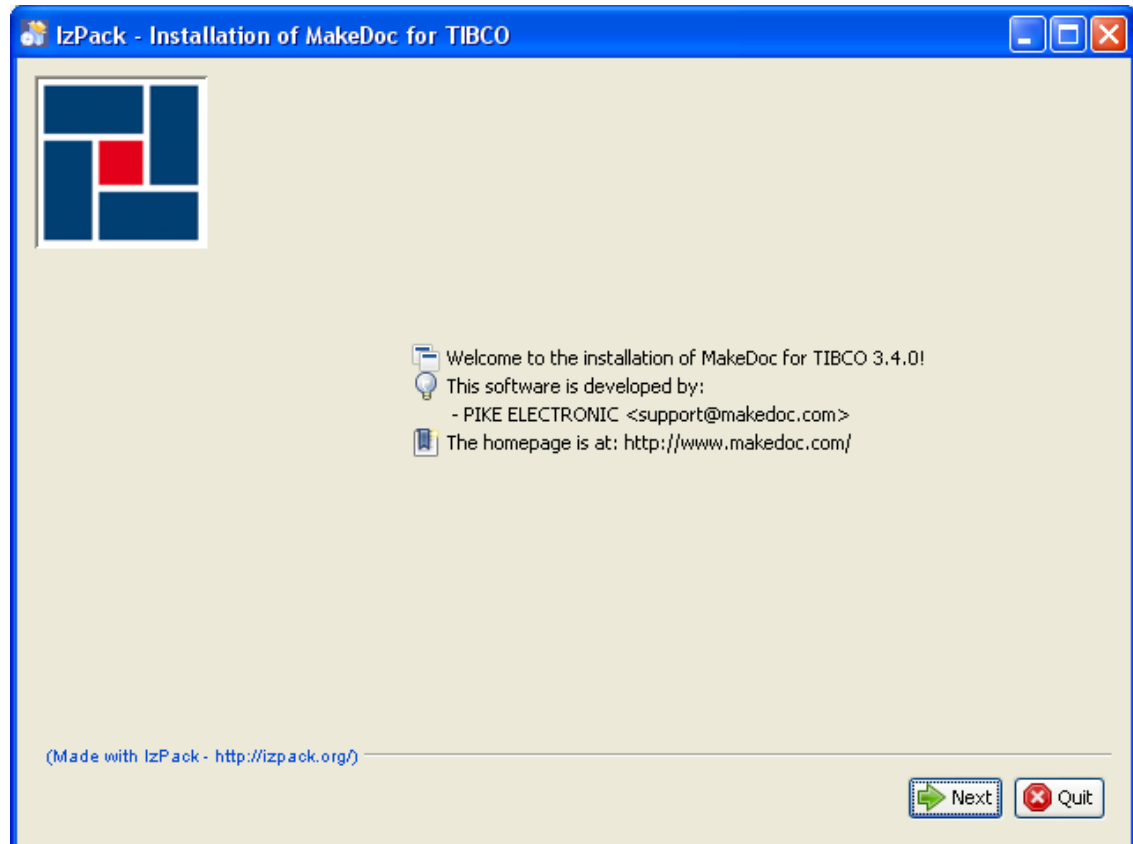 IzPack - Installation of MakeDoc for TIBCO
Welcome to the installation of MakeDoc for TIBCO 3.4.0!
This software is developed by:
- PIKE ELECTRONIC <support@makedoc.com>
The homepage is at: http://www.makedoc.com/
(Made with IzPack - http://izpack.org/)
Next
Quit